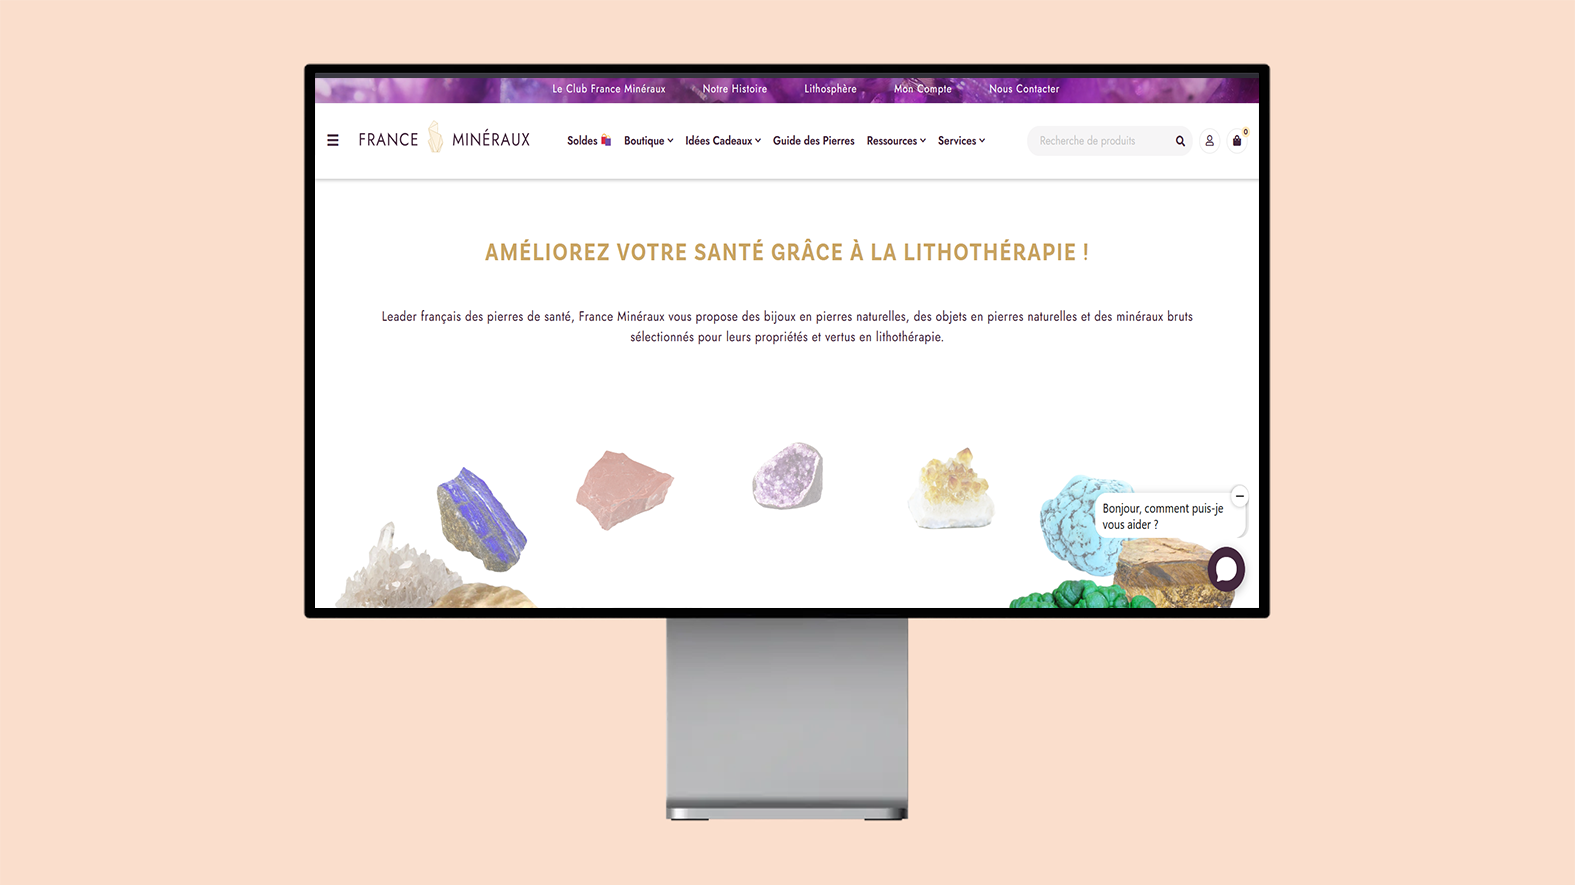 Le Club France Minéraux
Notre Histoire
Lithosphère
Mon Compte
Nous Contacter
FRANCE MINÉRAUX
Soldes
Boutique
Idées Cadeaux
Guide des Pierres
Ressources
Services
Recherche de produits
0
AMÉLIOREZ VOTRE SANTÉ GRÂCE À LA LITHOTHÉRAPIE !
Leader français des pierres de santé, France Minéraux vous propose des bijoux en pierres naturelles, des objets en pierres naturelles et des minéraux bruts
sélectionnés pour leurs propriétés et vertus en lithothérapie.
Bonjour, comment puis-je
vous aider ?